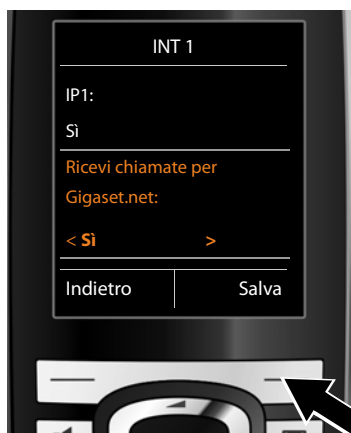 INT 1
IP1:
Sì
Ricevi chiamate per
Gigaset.net:
< Sì >
Indietro Salva